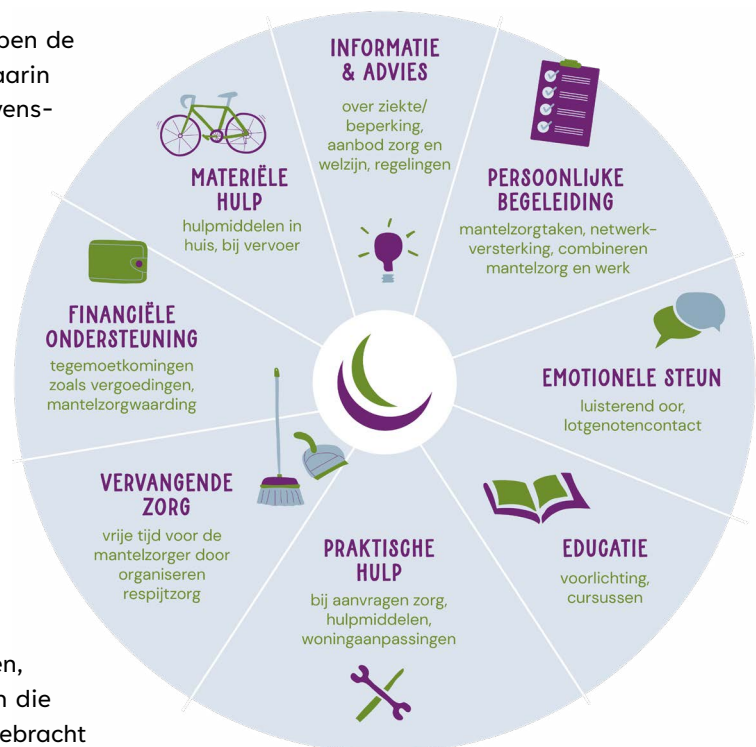 de
INFORMATIE
& ADVIES
over ziekte/
beperking,
aanbod zorg en
welzijn, regelingen
PERSOONLIJKE
BEGELEIDING
mantelzorgtaken, netwerk-
versterking, combineren
mantelzorg en werk
EMOTIONELE STEUN
luisterend oor,
lotgenotencontact
EDUCATIE
voorlichting,
cursussen
PRAKTISCHE
HULP
bij aanvragen zorg,
hulpmiddelen,
woningaanpassingen
VERVANGENDE
ZORG
vrije tijd voor de
mantelzorger door
organiseren
respijtzorg
FINANCIËLE
ONDERSTEUNING
tegemoetkomingen
zoals vergoedingen,
mantelzorgwaarding
MATERIËLE
HULP
hulpmiddelen in
huis, bij vervoer
die